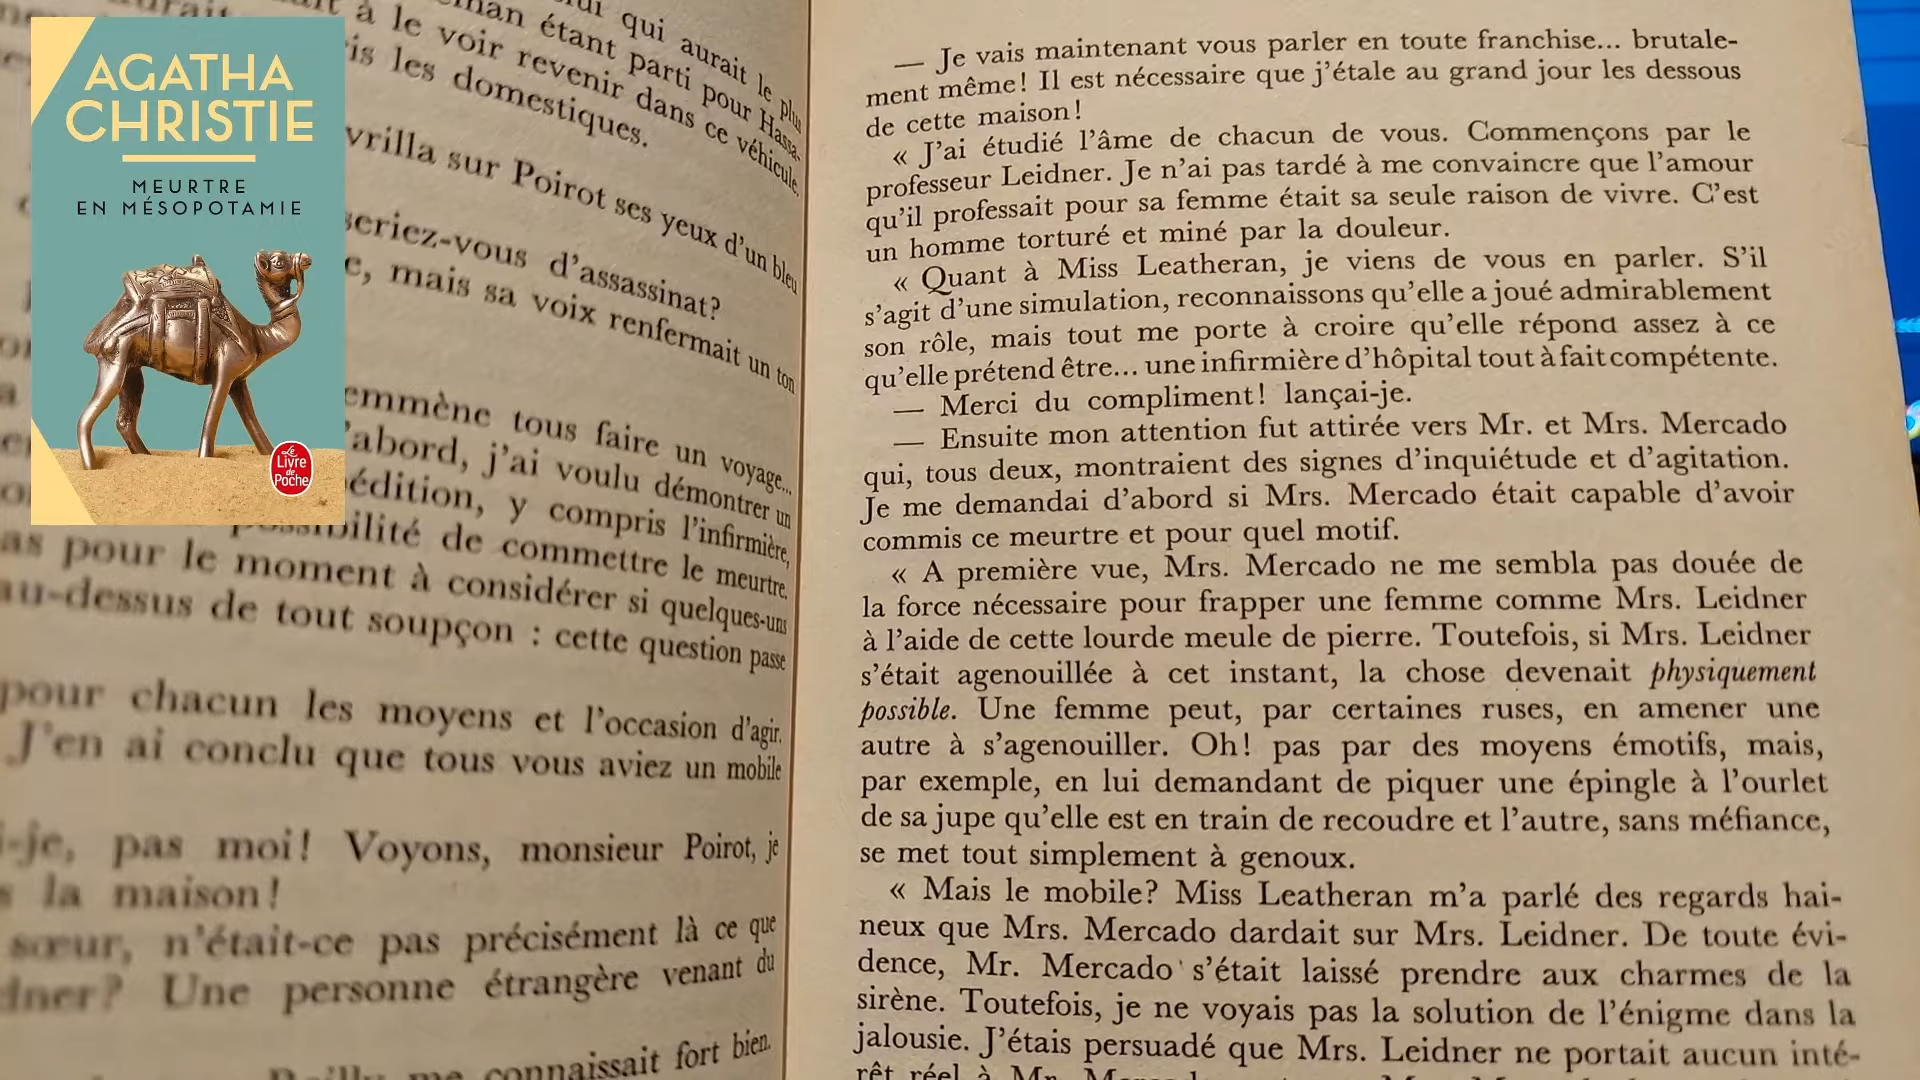 AGATHA
CHRISTIE
MEURTRE
EN MÉSOPOTAMIE
Le
Livre
de
Poche
qui aurait le plus
man étant parti pour Hassa-
à le voir revenir dans ce véhicule.
les domestiques.
vrilla sur Poirot ses yeux d'un bleu
seriez-vous d'assassinat?
mais sa voix renfermait un ton
emmène tous faire un voyage...
d'abord, j'ai voulu démontrer un
édition, y compris l'infirmière,
possibilité de commettre le meurtre.
as pour le moment à considérer si quelques-uns
au-dessus de tout soupçon : cette question passe
pour chacun les moyens et l'occasion d'agir.
J'en ai conclu que tous vous aviez un mobile
i-je, pas moi! Voyons, monsieur Poirot, je
s la maison!
sœur, n'était-ce pas précisément là ce que
dner? Une personne étrangère venant du
me connaissait fort bien.
— Je vais maintenant vous parler en toute franchise... brutale-
ment même! Il est nécessaire que j'étale au grand jour les dessous
de cette maison!
« J'ai étudié l'âme de chacun de vous. Commençons par le
professeur Leidner. Je n'ai pas tardé à me convaincre que l'amour
qu'il professait pour sa femme était sa seule raison de vivre. C'est
un homme torturé et miné par la douleur.
« Quant à Miss Leatheran, je viens de vous en parler. S'il
s'agit d'une simulation, reconnaissons qu'elle a joué admirablement
son rôle, mais tout me porte à croire qu'elle répond assez à ce
qu'elle prétend être... une infirmière d'hôpital tout à fait compétente.
— Merci du compliment! lançai-je.
— Ensuite mon attention fut attirée vers Mr. et Mrs. Mercado
qui, tous deux, montraient des signes d'inquiétude et d'agitation.
Je me demandai d'abord si Mrs. Mercado était capable d'avoir
commis ce meurtre et pour quel motif.
« A première vue, Mrs. Mercado ne me sembla pas douée de
la force nécessaire pour frapper une femme comme Mrs. Leidner
à l'aide de cette lourde meule de pierre. Toutefois, si Mrs. Leidner
s'était agenouillée à cet instant, la chose devenait physiquement
possible. Une femme peut, par certaines ruses, en amener une
autre à s'agenouiller. Oh! pas par des moyens émotifs, mais,
par exemple, en lui demandant de piquer une épingle à l'ourlet
de sa jupe qu'elle est en train de recoudre et l'autre, sans méfiance,
se met tout simplement à genoux.
« Mais le mobile? Miss Leatheran m'a parlé des regards hai-
neux que Mrs. Mercado dardait sur Mrs. Leidner. De toute évi-
dence, Mr. Mercado s'était laissé prendre aux charmes de la
sirène. Toutefois, je ne voyais pas la solution de l'énigme dans la
jalousie. J'étais persuadé que Mrs. Leidner ne portait aucun inté-
rêt réel à Mr.